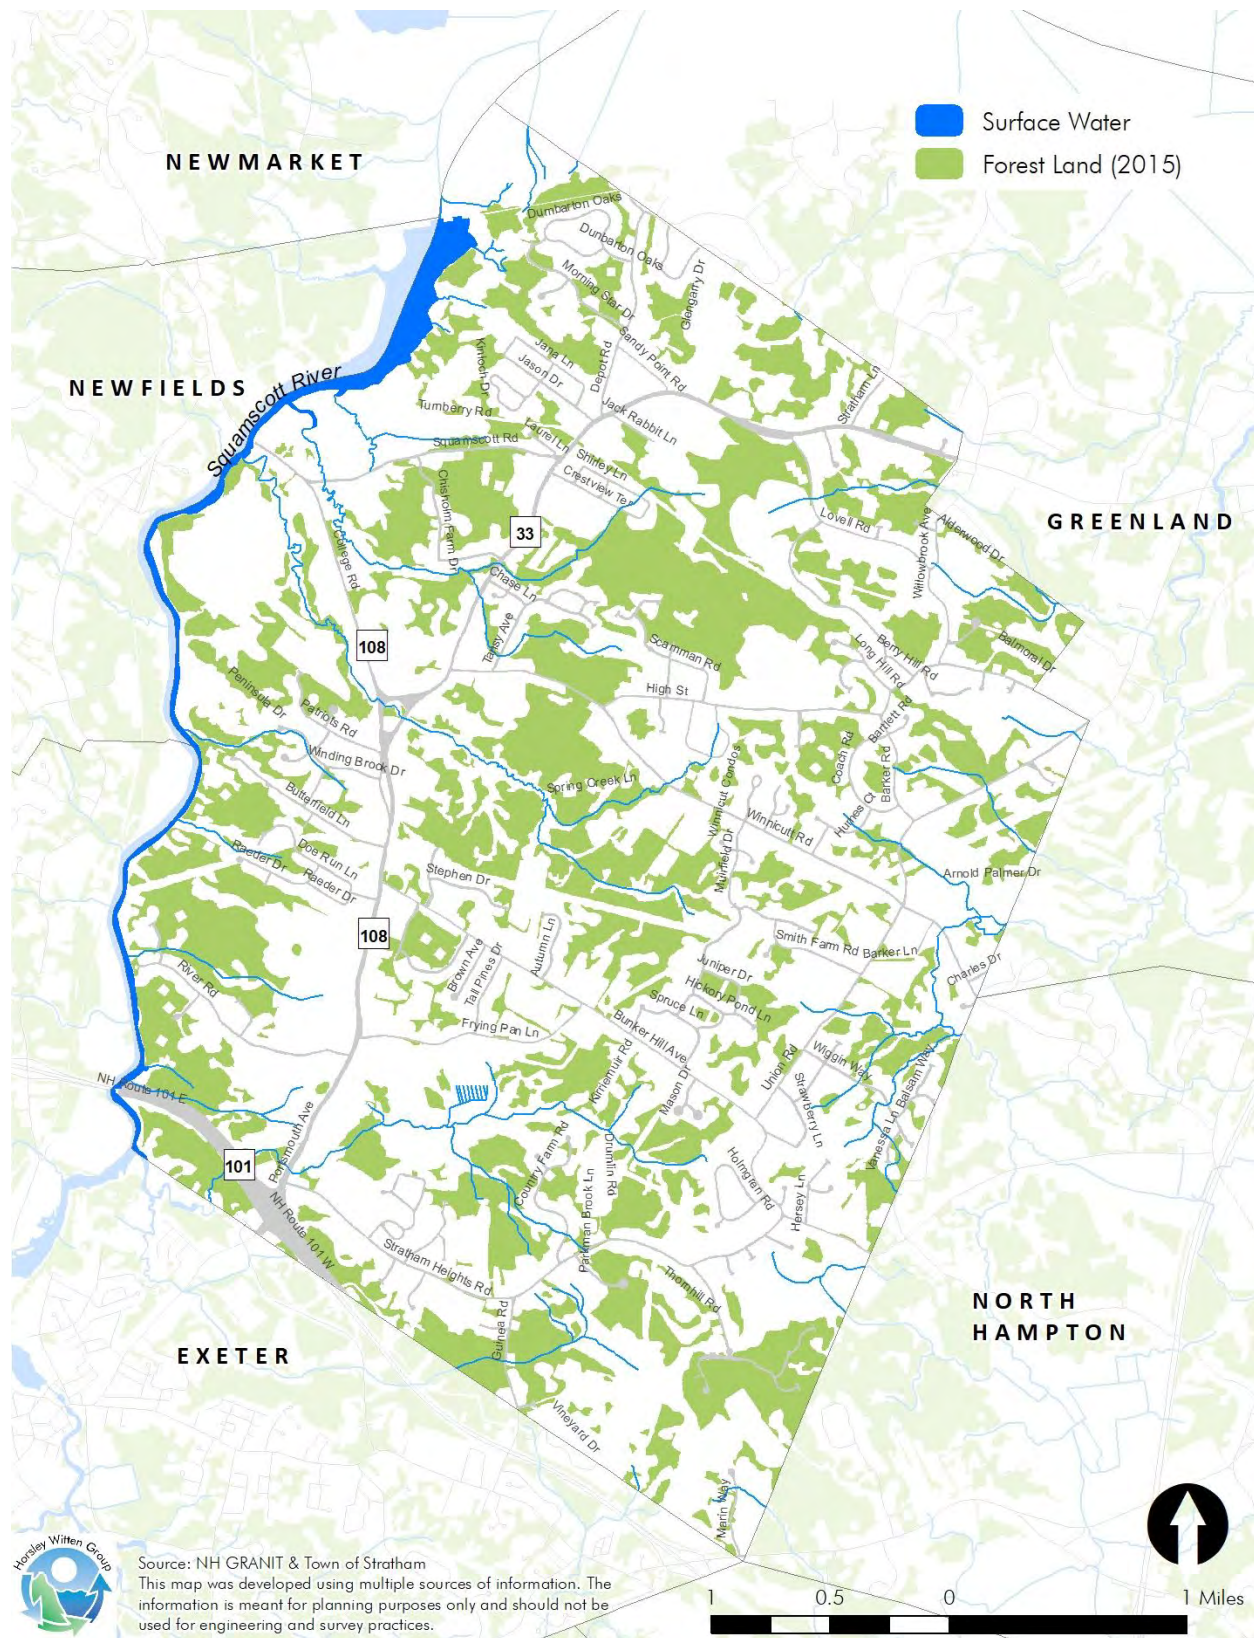 Surface Water
Forest Land (2015)
NEWMARKET
Dumbarton Oaks
Dunbarton Oaks
Glengarry Dr
Morning Star Dr
Sandy Point Rd
Depot Rd
Jana Ln
Jason Dr
Kinloch Dr
NEWFIELDS
Squamscott River
Turnberry Rd
Jack Rabbit Ln
Laurel Ln
Squamscott Rd
Stratham Ln
Shirley Ln
Crestview Ter
Chisholm Farm Dr
33
Lovell Rd
Willowbrook Ave
Alderwood Dr
GREENLAND
College Rd
Chase Ln
Tansy Ave
108
Scamman Rd
High St
Long Hill Rd
Berry Hill Rd
Balmoral Dr
Bartlett Rd
Peninsula Dr
Patriots Rd
Winding Brook Dr
Butterfield Ln
Spring Creek Ln
Winnicut Condos
Coach Rd
Barker Rd
Hughes Ct
Winnicutt Rd
Muirfield Dr
Raeder Dr
Doe Run Ln
Raeder Dr
Stephen Dr
Arnold Palmer Dr
108
Brown Ave
Tall Pines Dr
Autumn Ln
Smith Farm Rd
Barker Ln
Charles Dr
River Rd
Juniper Dr
Hickory Pond Ln
Spruce Ln
Frying Pan Ln
Bunker Hill Ave
Kirriemuir Rd
Mason Dr
Union Rd
Wiggin Way
Strawberry Ln
Balsam Way
Vanessa Ln
NH Route 101 E
Portsmouth Ave
101
NH Route 101 W
Country Farm Rd
Drumlin Rd
Parkman Brook Ln
Holmgren Rd
Hersey Ln
Stratham Heights Rd
Thornhill Rd
Guinea Rd
NORTH
HAMPTON
EXETER
Vineyard Dr
Marin Way
Horsley Witten Group
Source: NH GRANIT & Town of Stratham
This map was developed using multiple sources of information. The
information is meant for planning purposes only and should not be
used for engineering and survey practices.
1 0.5 0 1 Miles